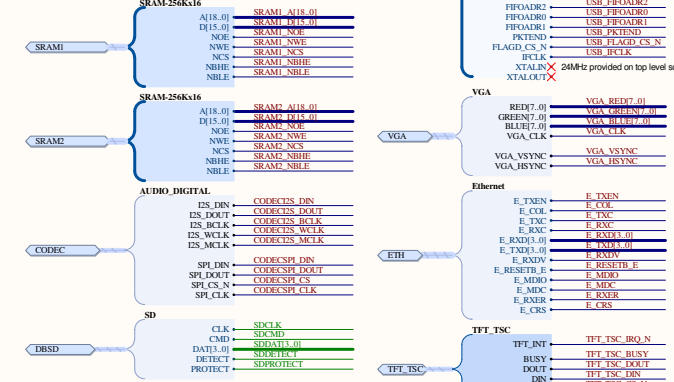 SRAM-256Kx16
SRAM1
A[18..0] SRAM1_A[18..0]
D[15..0] SRAM1_D[15..0]
NOE SRAM1_NOE
NWE SRAM1_NWE
NCS SRAM1_NCS
NBHE SRAM1_NBHE
NBLE SRAM1_NBLE
SRAM-256Kx16
SRAM2
A[18..0] SRAM2_A[18..0]
D[15..0] SRAM2_D[15..0]
NOE SRAM2_NOE
NWE SRAM2_NWE
NCS SRAM2_NCS
NBHE SRAM2_NBHE
NBLE SRAM2_NBLE
AUDIO_DIGITAL
CODEC
I2S_DIN CODECI2S_DIN
I2S_DOUT CODECI2S_DOUT
I2S_BCLK CODECI2S_BCLK
I2S_WCLK CODECI2S_WCLK
I2S_MCLK CODECI2S_MCLK
SPI_DIN CODECSPI_DIN
SPI_DOUT CODECSPI_DOUT
SPI_CS_N CODECSPI_CS
SPI_CLK CODECSPI_CLK
SD
DBSD
CLK SDCLK
CMD SDCMD
DAT[3..0] SDDAT[3..0]
DETECT SDDETECT
PROTECT SDPROTECT
FIFOADR2 USB_FIFOADR2
FIFOADR0 USB_FIFOADR0
FIFOADR1 USB_FIFOADR1
PKTEND USB_PKTEND
FLAGD_CS_N USB_FLAGD_CS_N
IFCLK USB_IFCLK
XTALIN 24MHz provided on top level s
XTALOUT
VGA
VGA
RED[7..0] VGA_RED[7..0]
GREEN[7..0] VGA_GREEN[7..0]
BLUE[7..0] VGA_BLUE[7..0]
VGA_CLK VGA_CLK
VGA_VSYNC VGA_VSYNC
VGA_HSYNC VGA_HSYNC
Ethernet
ETH
E_TXEN E_TXEN
E_COL E_COL
E_TXC E_TXC
E_RXC E_RXC
E_RXD[3..0] E_RXD[3..0]
E_TXD[3..0] E_TXD[3..0]
E_RXDV E_RXDV
E_RESETB_E E_RESETB_E
E_MDIO E_MDIO
E_MDC E_MDC
E_RXER E_RXER
E_CRS E_CRS
TFT_TSC
TFT_TSC
TFT_INT TFT_TSC_IRQ_N
BUSY TFT_TSC_BUSY
DOUT TFT_TSC_DOUT
DIN TFT_TSC_DIN